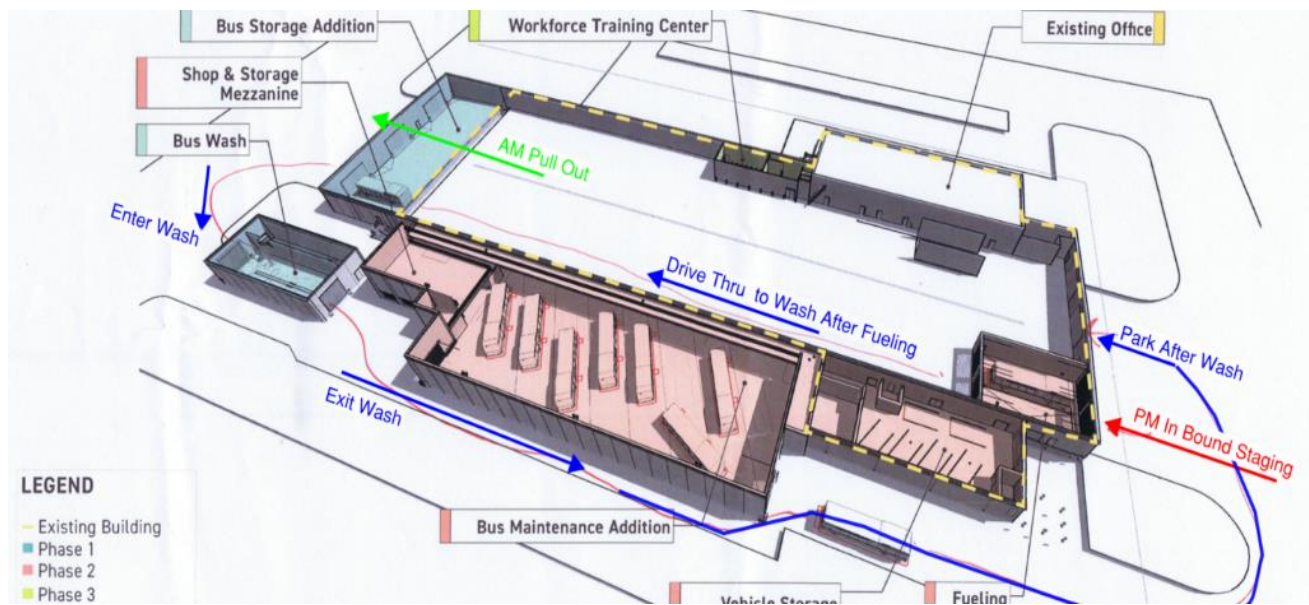 Bus Storage Addition
Workforce Training Center
Existing Office
Shop & Storage
Mezzanine
Bus Wash
AM Pull Out
Enter Wash
Drive Thru to Wash After Fueling
Park After Wash
Exit Wash
PM In Bound Staging
LEGEND
Existing Building
Phase 1
Phase 2
Phase 3
Bus Maintenance Addition
Vehicle Storage
Fueling